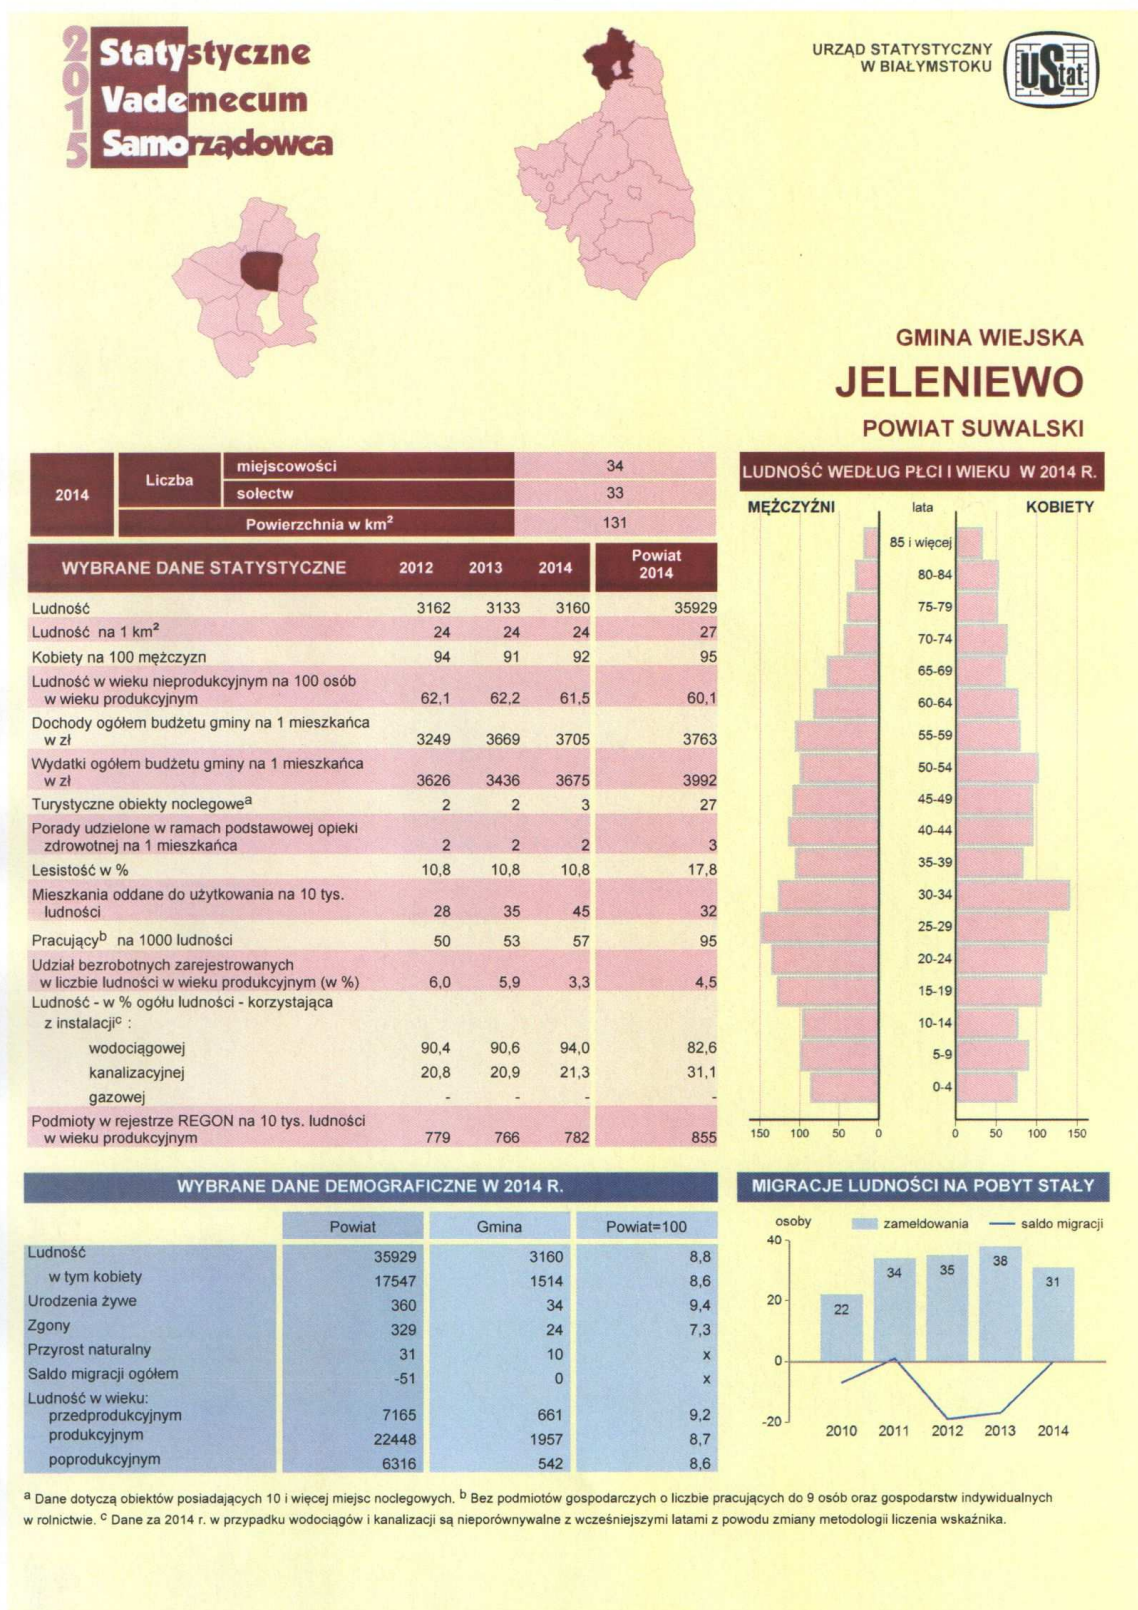 2015
Statystyczne
Vademecum
Samorządowca
URZĄD STATYSTYCZNY
W BIAŁYMSTOKU
UStat
GMINA WIEJSKA
JELENIEWO
POWIAT SUWALSKI
2014 Liczba miejscowości 34
sołectw 33
Powierzchnia w km² 131
WYBRANE DANE STATYSTYCZNE 2012 2013 2014 Powiat 2014
Ludność 3162 3133 3160 35929
Ludność na 1 km² 24 24 24 27
Kobiety na 100 mężczyzn 94 91 92 95
Ludność w wieku nieprodukcyjnym na 100 osób
w wieku produkcyjnym 62,1 62,2 61,5 60,1
Dochody ogółem budżetu gminy na 1 mieszkańca
w zł 3249 3669 3705 3763
Wydatki ogółem budżetu gminy na 1 mieszkańca
w zł 3626 3436 3675 3992
Turystyczne obiekty noclegoweᵃ 2 2 3 27
Porady udzielone w ramach podstawowej opieki
zdrowotnej na 1 mieszkańca 2 2 2 3
Lesistość w % 10,8 10,8 10,8 17,8
Mieszkania oddane do użytkowania na 10 tys.
ludności 28 35 45 32
Pracującyᵇ na 1000 ludności 50 53 57 95
Udział bezrobotnych zarejestrowanych
w liczbie ludności w wieku produkcyjnym (w %) 6,0 5,9 3,3 4,5
Ludność - w % ogółu ludności - korzystająca
z instalacjiᶜ :
wodociągowej 90,4 90,6 94,0 82,6
kanalizacyjnej 20,8 20,9 21,3 31,1
gazowej - - - -
Podmioty w rejestrze REGON na 10 tys. ludności
w wieku produkcyjnym 779 766 782 855
LUDNOŚĆ WEDŁUG PŁCI I WIEKU W 2014 R.
MĘŻCZYŹNI lata KOBIETY
85 i więcej
80-84
75-79
70-74
65-69
60-64
55-59
50-54
45-49
40-44
35-39
30-34
25-29
20-24
15-19
10-14
5-9
0-4
150 100 50 0 0 50 100 150
WYBRANE DANE DEMOGRAFICZNE W 2014 R.
Powiat Gmina Powiat=100
Ludność 35929 3160 8,8
w tym kobiety 17547 1514 8,6
Urodzenia żywe 360 34 9,4
Zgony 329 24 7,3
Przyrost naturalny 31 10 x
Saldo migracji ogółem -51 0 x
Ludność w wieku:
przedprodukcyjnym 7165 661 9,2
produkcyjnym 22448 1957 8,7
poprodukcyjnym 6316 542 8,6
MIGRACJE LUDNOŚCI NA POBYT STAŁY
osoby zameldowania saldo migracji
40
20
0
-20
22 34 35 38 31
2010 2011 2012 2013 2014
ᵃ Dane dotyczą obiektów posiadających 10 i więcej miejsc noclegowych. ᵇ Bez podmiotów gospodarczych o liczbie pracujących do 9 osób oraz gospodarstw indywidualnych
w rolnictwie. ᶜ Dane za 2014 r. w przypadku wodociągów i kanalizacji są nieporównywalne z wcześniejszymi latami z powodu zmiany metodologii liczenia wskaźnika.